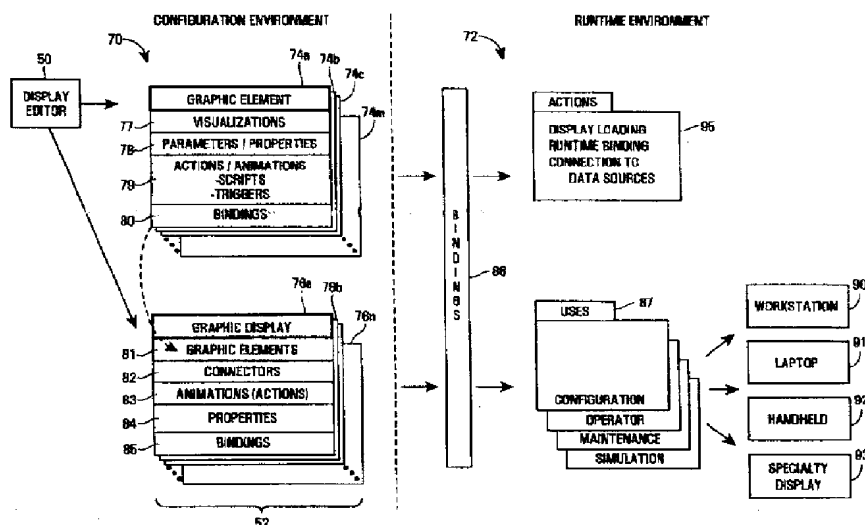 CONFIGURATION ENVIRONMENT
RUNTIME ENVIRONMENT
70
72
50
DISPLAY
EDITOR
74a
74b
74c
74m
GRAPHIC ELEMENT
77
VISUALIZATIONS
78
PARAMETERS / PROPERTIES
79
ACTIONS / ANIMATIONS
-SCRIPTS
-TRIGGERS
80
BINDINGS
76a
76b
76n
GRAPHIC DISPLAY
81
GRAPHIC ELEMENTS
82
CONNECTORS
83
ANIMATIONS (ACTIONS)
84
PROPERTIES
85
BINDINGS
52
BINDINGS
86
ACTIONS
95
DISPLAY LOADING
RUNTIME BINDING
CONNECTION TO
DATA SOURCES
USES
87
CONFIGURATION
OPERATOR
MAINTENANCE
SIMULATION
90
WORKSTATION
91
LAPTOP
92
HANDHELD
93
SPECIALTY
DISPLAY